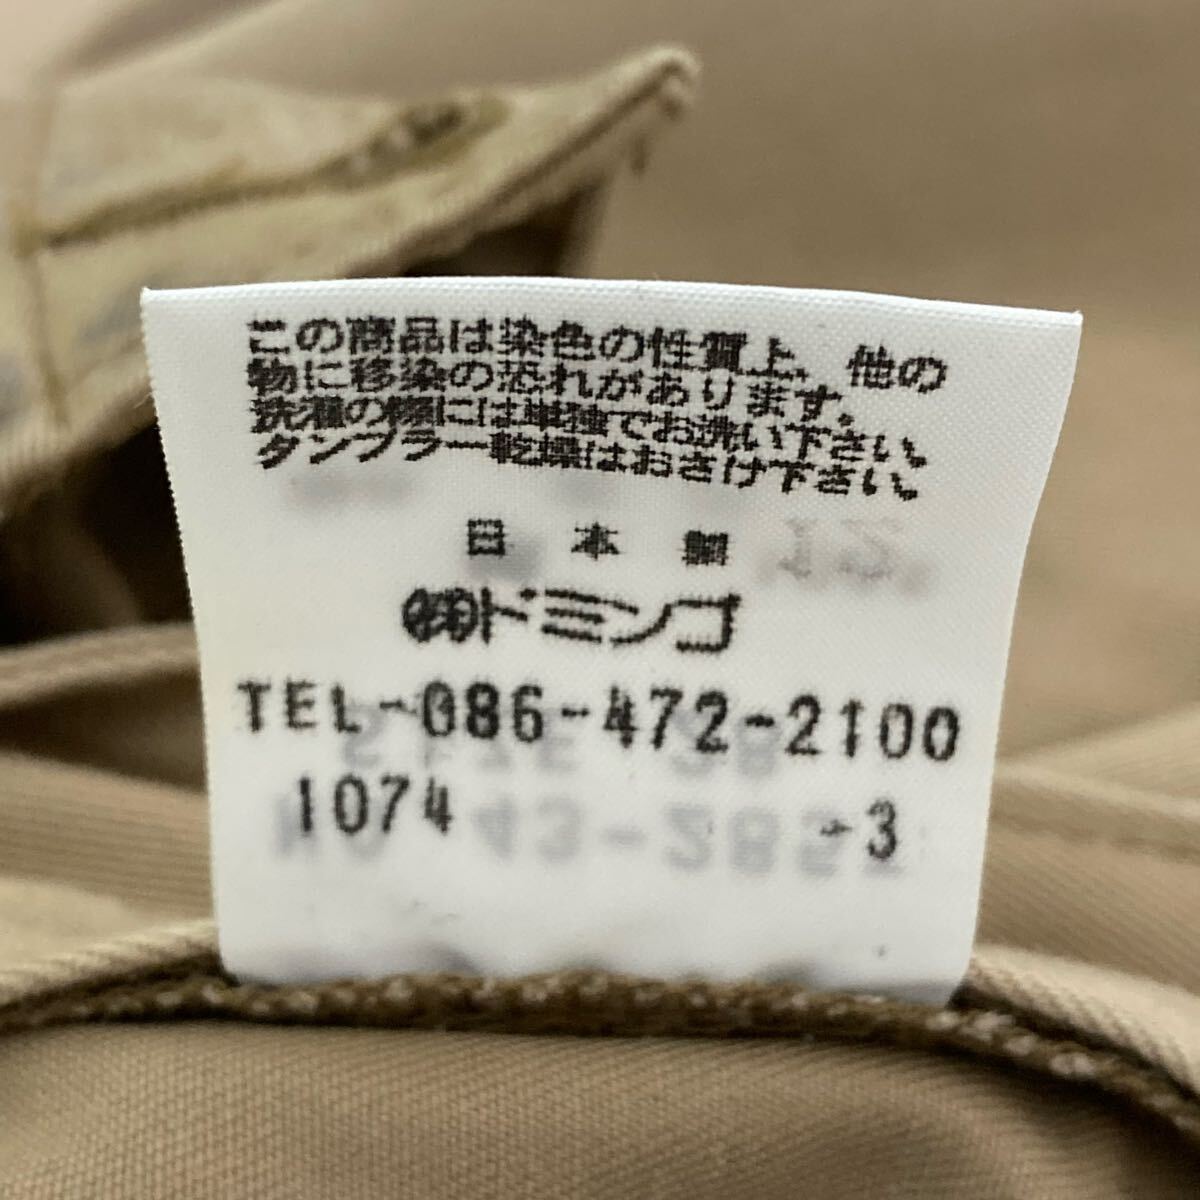 この商品は染色の性質上、他の
物に移染の恐れがあります。
洗濯の際にには単独でお洗い下さい。
タンブラー乾燥はおさけ下さい。
日本製
㈱ドミンゴ
TEL-086-472-2100
1074 -3